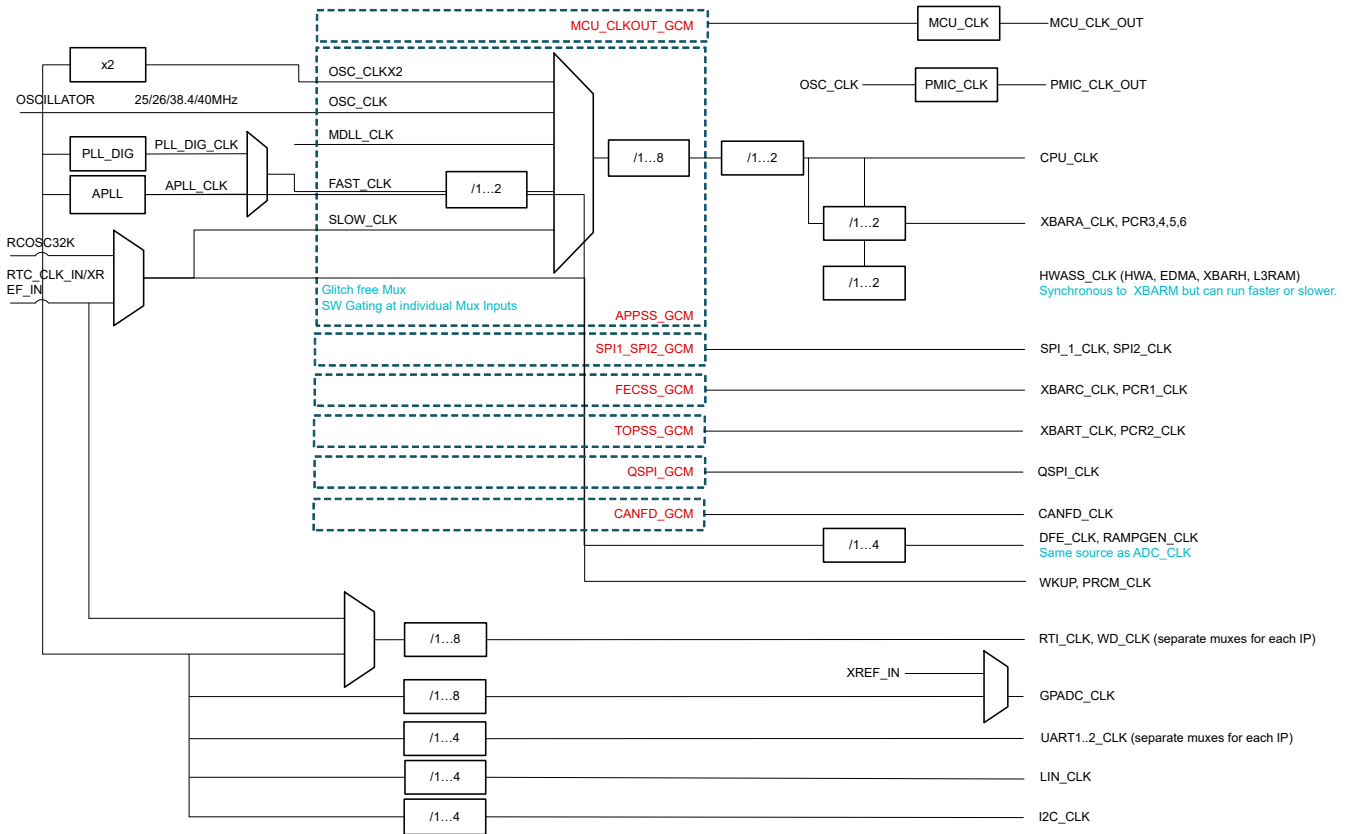 MCU_CLKOUT_GCM
MCU_CLK
MCU_CLK_OUT
x2
OSC_CLKX2
OSC_CLK
PMIC_CLK
PMIC_CLK_OUT
OSCILLATOR 25/26/38.4/40MHz
OSC_CLK
MDLL_CLK
PLL_DIG
PLL_DIG_CLK
/1...8
/1...2
CPU_CLK
APLL
APLL_CLK
FAST_CLK
/1...2
SLOW_CLK
/1...2
XBARA_CLK, PCR3,4,5,6
RCOSC32K
RTC_CLK_IN/XR
EF_IN
/1...2
HWASS_CLK (HWA, EDMA, XBARH, L3RAM)
Synchronous to XBARM but can run faster or slower.
Glitch free Mux
SW Gating at individual Mux Inputs
APPSS_GCM
SPI1_SPI2_GCM
SPI_1_CLK, SPI2_CLK
FECSS_GCM
XBARC_CLK, PCR1_CLK
TOPSS_GCM
XBART_CLK, PCR2_CLK
QSPI_GCM
QSPI_CLK
CANFD_GCM
CANFD_CLK
/1...4
DFE_CLK, RAMPGEN_CLK
Same source as ADC_CLK
WKUP, PRCM_CLK
/1...8
RTI_CLK, WD_CLK (separate muxes for each IP)
XREF_IN
/1...8
GPADC_CLK
/1...4
UART1..2_CLK (separate muxes for each IP)
/1...4
LIN_CLK
/1...4
I2C_CLK